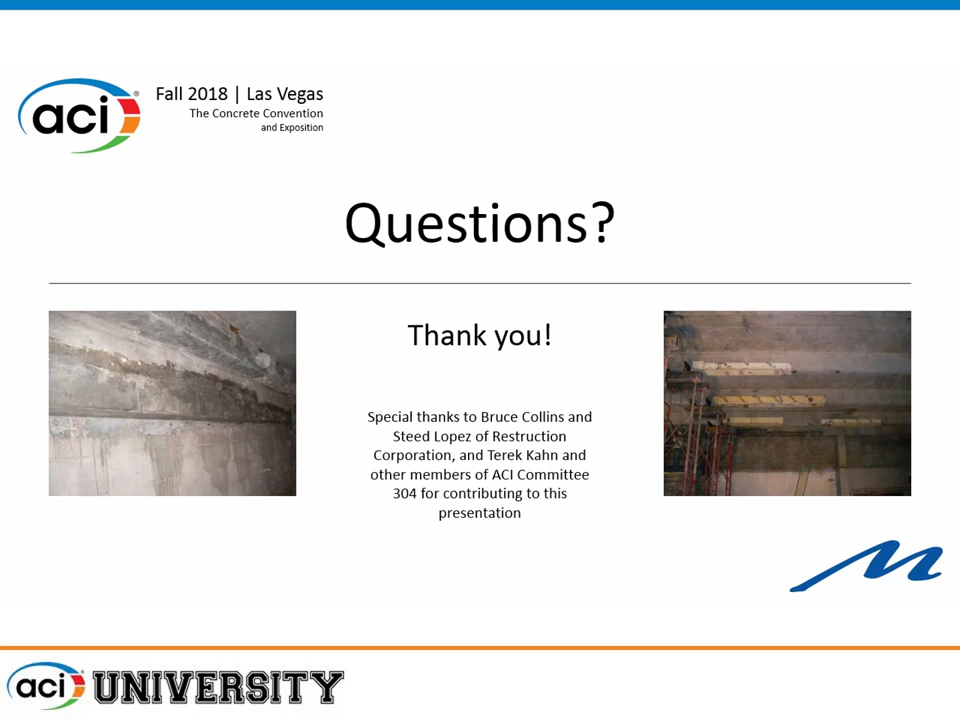 aci®
Fall 2018 | Las Vegas
The Concrete Convention
and Exposition
Questions?
Thank you!
Special thanks to Bruce Collins and
Steed Lopez of Restruction
Corporation, and Terek Kahn and
other members of ACI Committee
304 for contributing to this
presentation
aci UNIVERSITY